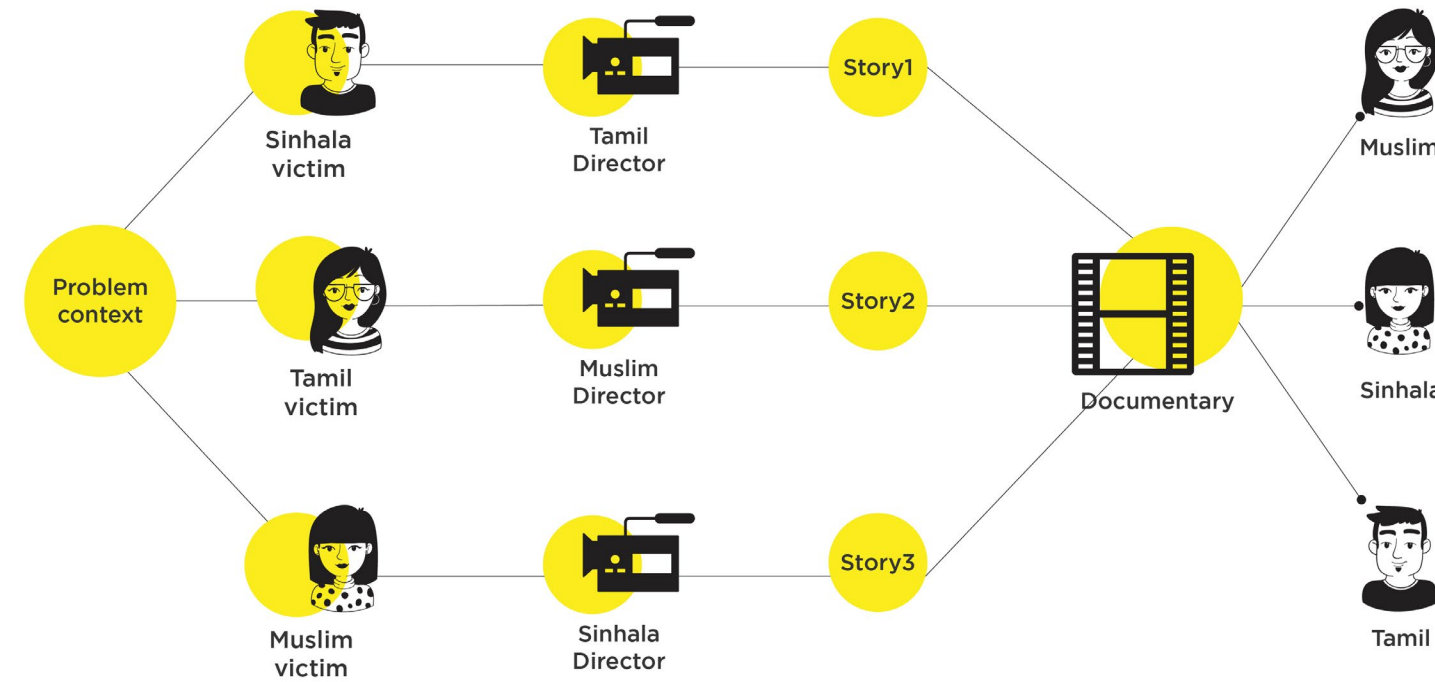 Sinhala
victim
Tamil
Director
Story1
Muslim
Problem
context
Tamil
victim
Muslim
Director
Story2
Documentary
Sinhala
Muslim
victim
Sinhala
Director
Story3
Tamil